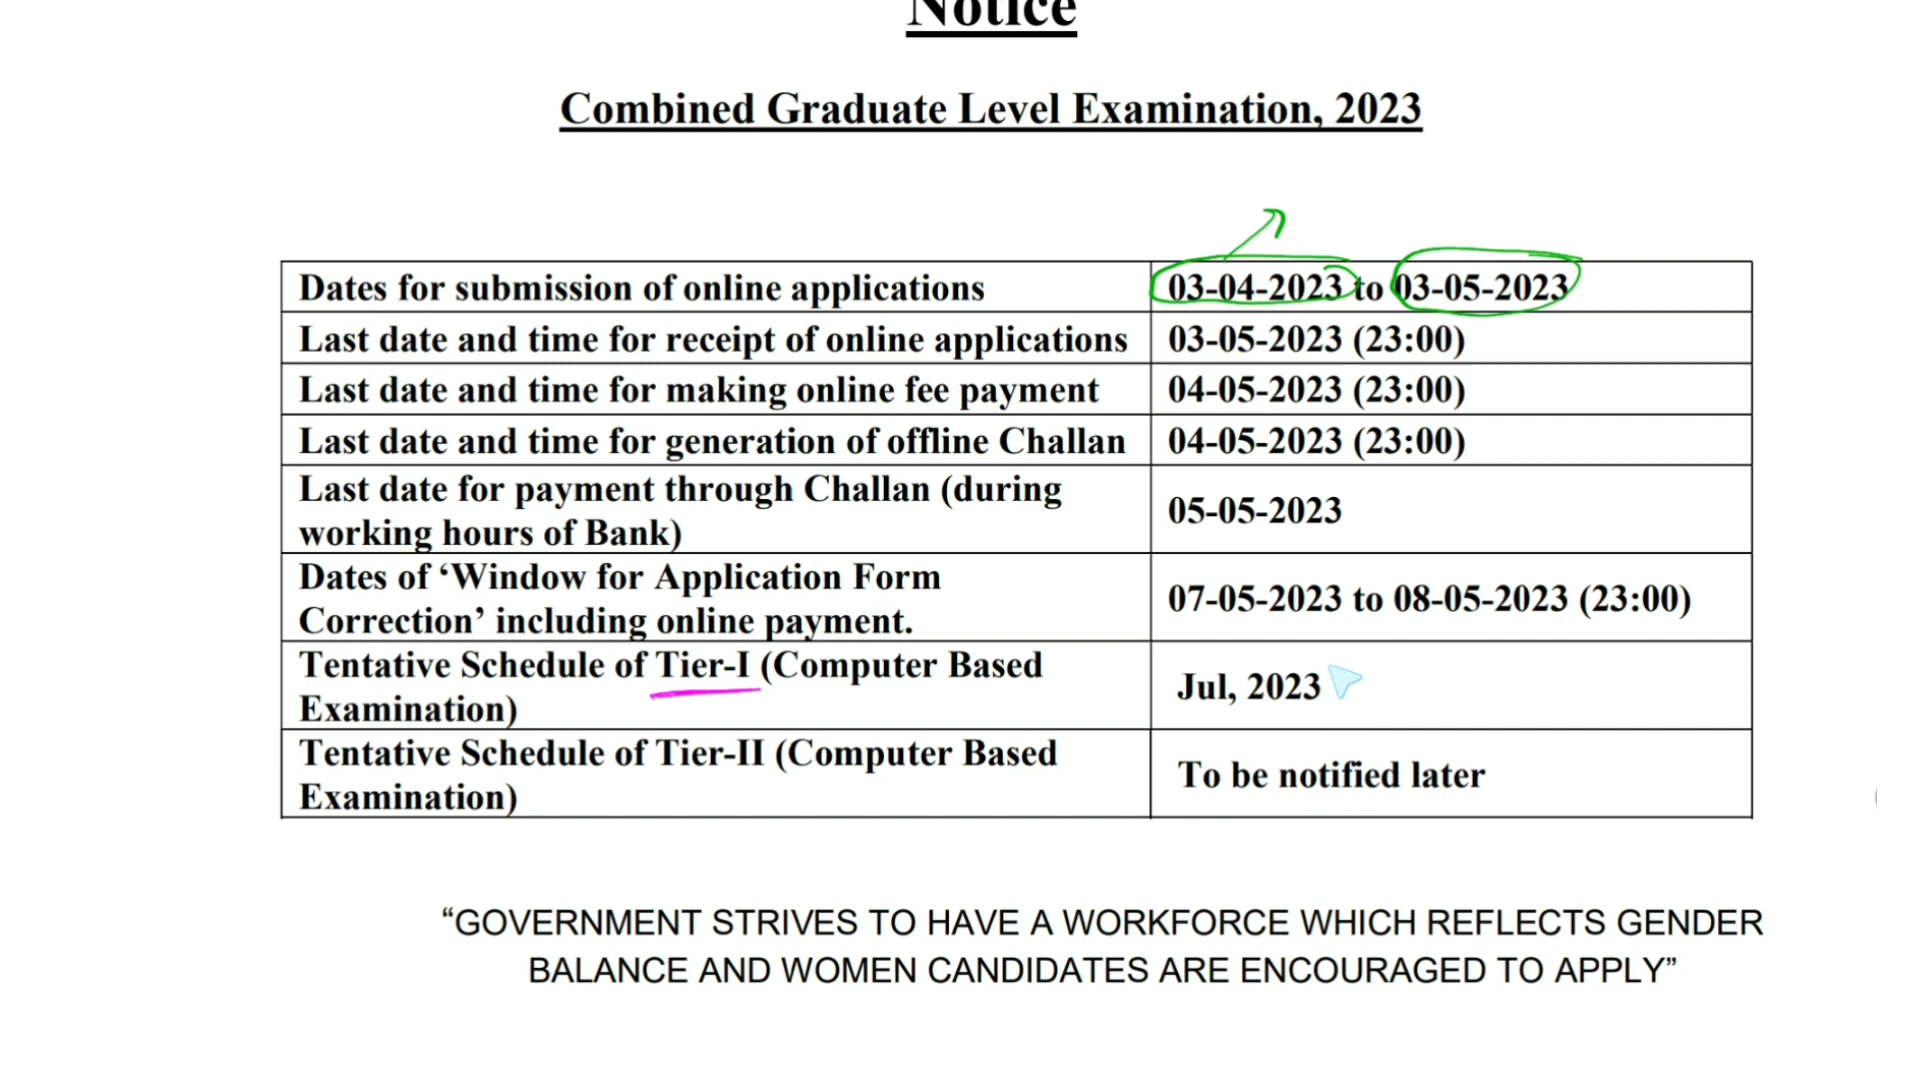 Notice
Combined Graduate Level Examination, 2023
Dates for submission of online applications 03-04-2023 to 03-05-2023
Last date and time for receipt of online applications 03-05-2023 (23:00)
Last date and time for making online fee payment 04-05-2023 (23:00)
Last date and time for generation of offline Challan 04-05-2023 (23:00)
Last date for payment through Challan (during
working hours of Bank)
05-05-2023
Dates of ‘Window for Application Form
Correction’ including online payment.
07-05-2023 to 08-05-2023 (23:00)
Tentative Schedule of Tier-I (Computer Based
Examination)
Jul, 2023
Tentative Schedule of Tier-II (Computer Based
Examination)
To be notified later
“GOVERNMENT STRIVES TO HAVE A WORKFORCE WHICH REFLECTS GENDER
BALANCE AND WOMEN CANDIDATES ARE ENCOURAGED TO APPLY”